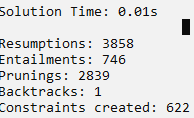 Solution Time: 0.01s
Resumptions: 3858
Entailments: 746
Prunings: 2839
Backtracks: 1
Constraints created: 622